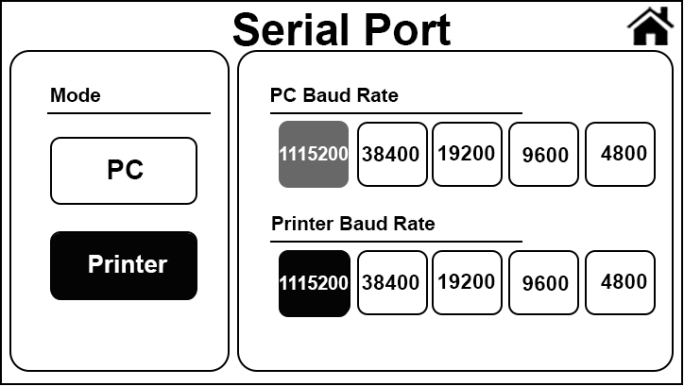 Serial Port
Mode
PC
Printer
PC Baud Rate
1115200 38400 19200 9600 4800
Printer Baud Rate
1115200 38400 19200 9600 4800